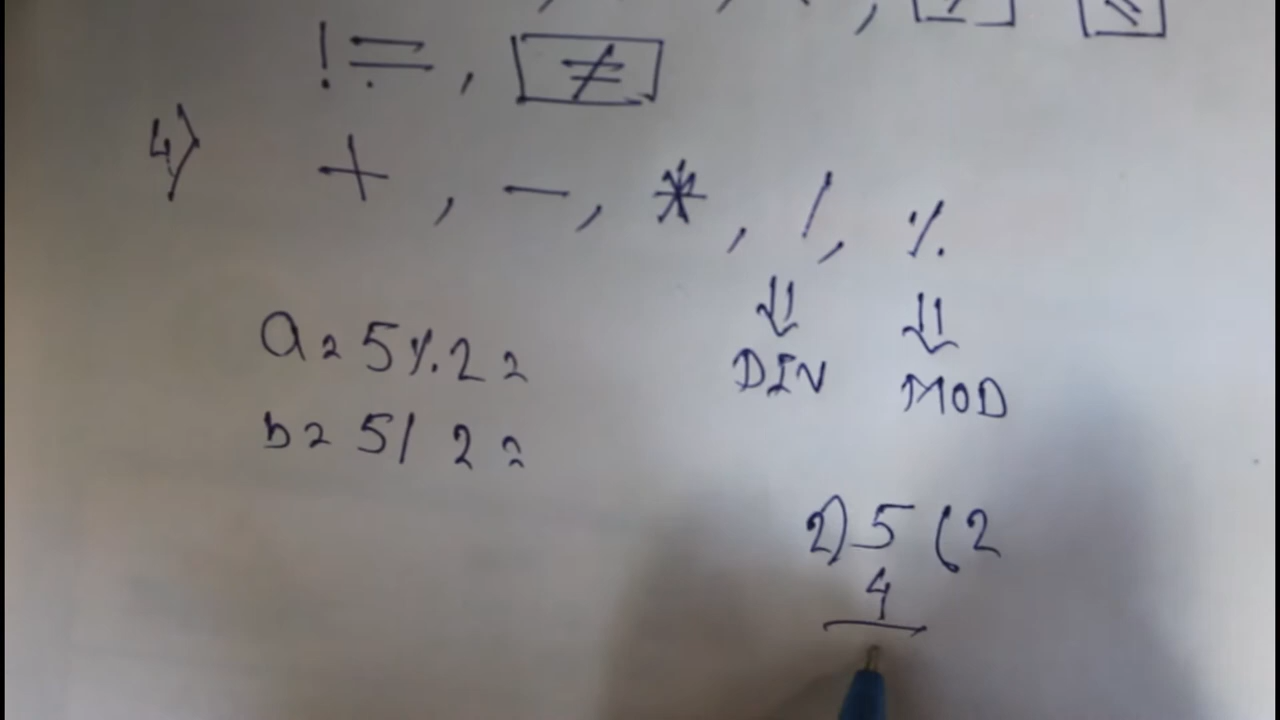 != , ≠
4) + , - , * , / , %
⇓ ⇓
DIV MOD
a = 5 % 2 =
b = 5 / 2 =
2) 5 ( 2
4